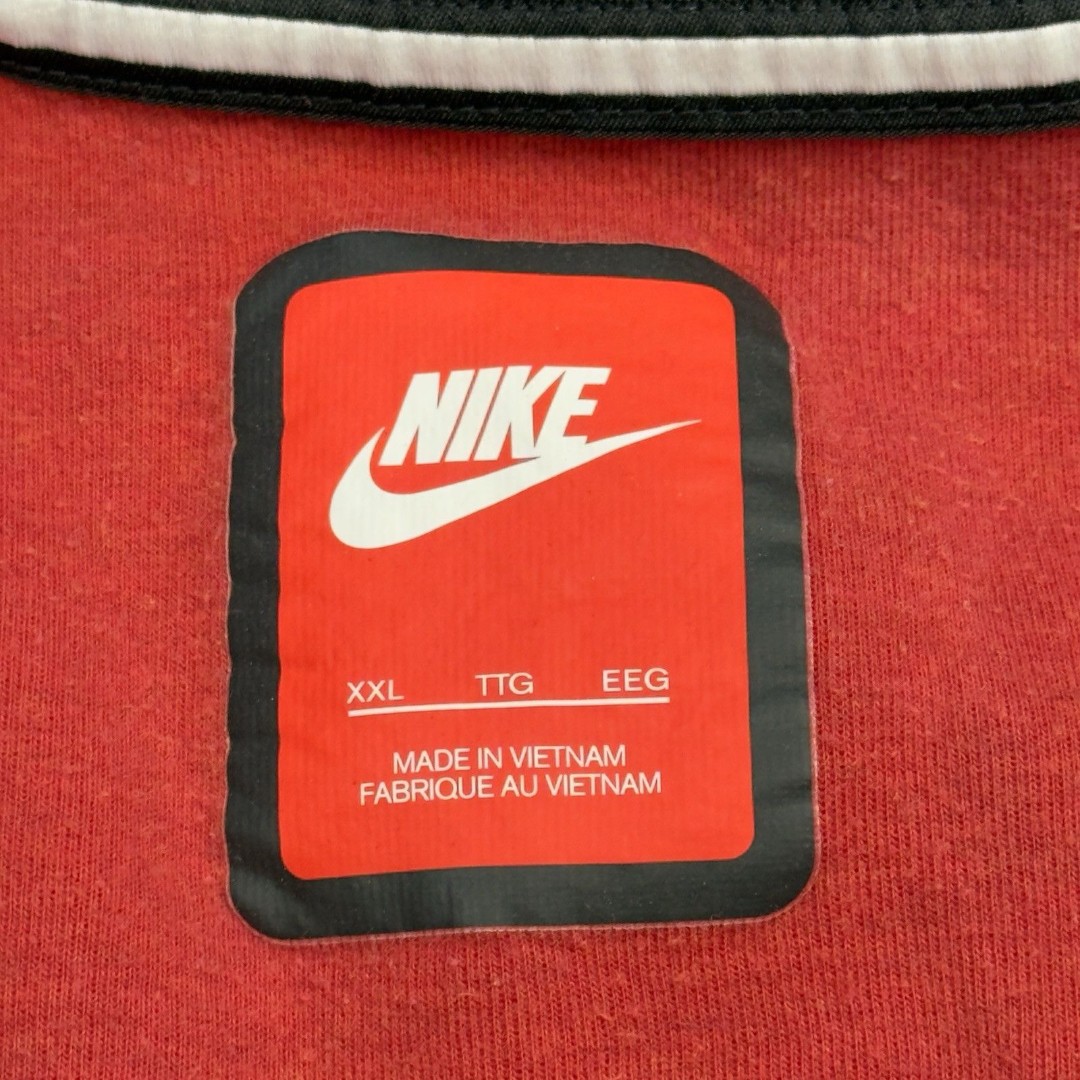 NIKE
XXL TTG EEG
MADE IN VIETNAM
FABRIQUE AU VIETNAM